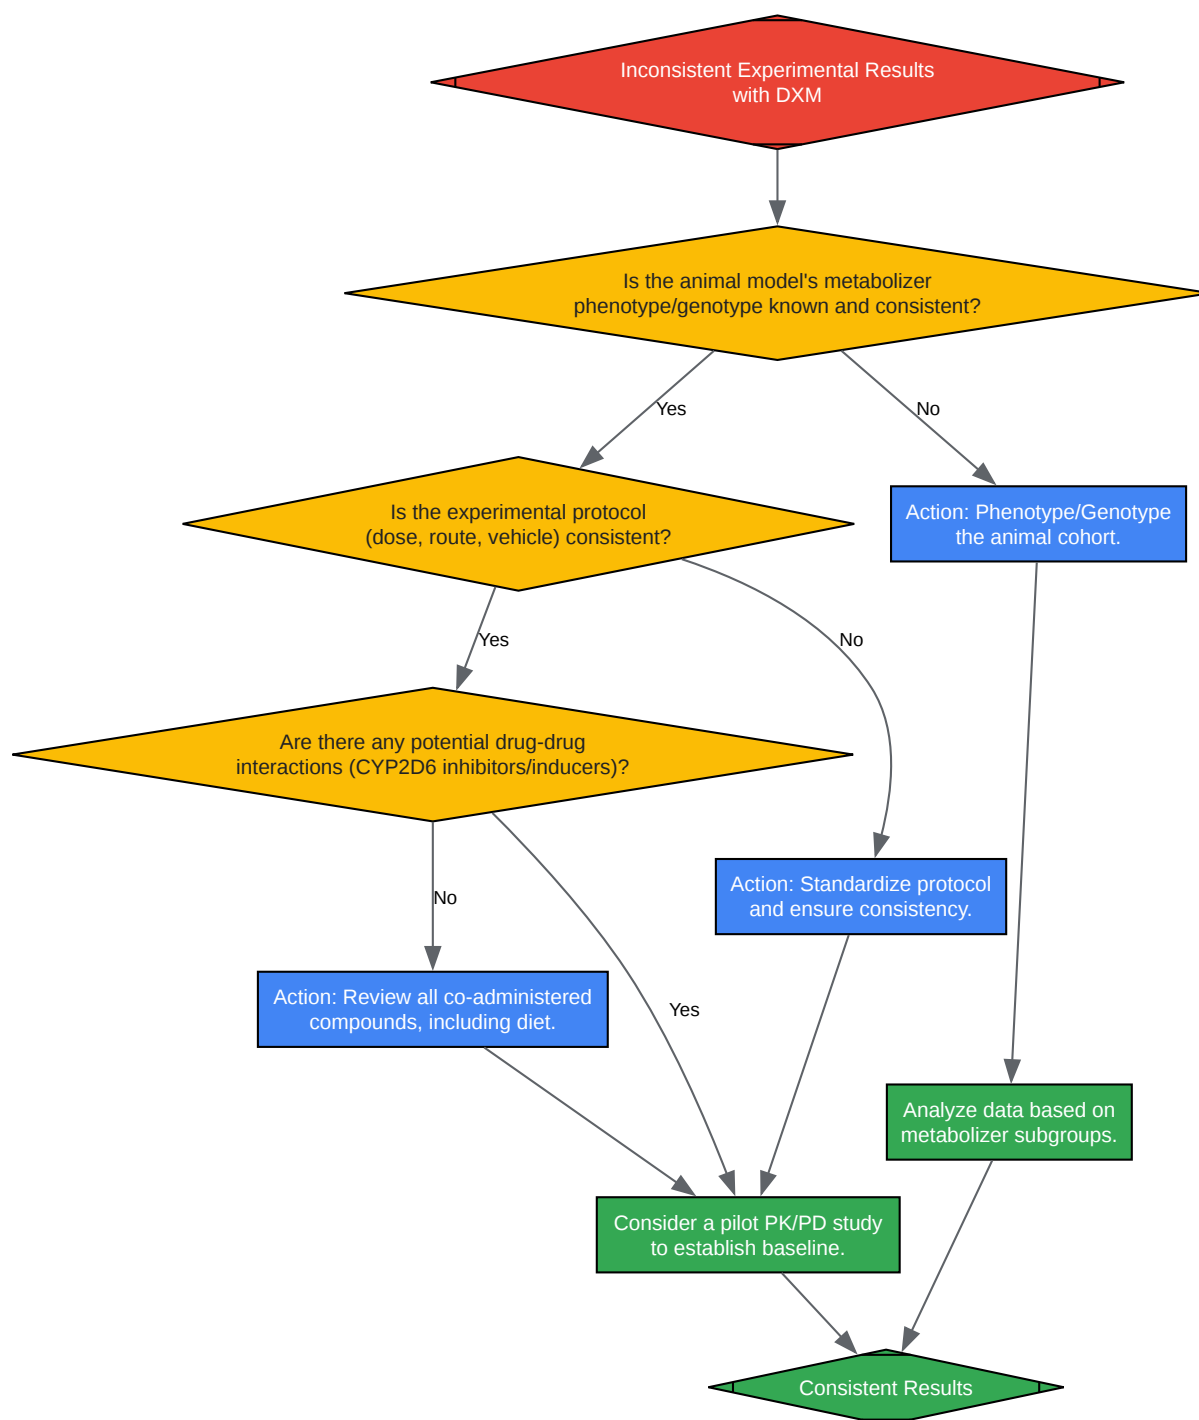 Inconsistent Experimental Results
with DXM
Is the animal model's metabolizer
phenotype/genotype known and consistent?
Yes
No
Is the experimental protocol
(dose, route, vehicle) consistent?
Action: Phenotype/Genotype
the animal cohort.
Yes
No
Are there any potential drug-drug
interactions (CYP2D6 inhibitors/inducers)?
Action: Standardize protocol
and ensure consistency.
No
Action: Review all co-administered
compounds, including diet.
Yes
Analyze data based on
metabolizer subgroups.
Consider a pilot PK/PD study
to establish baseline.
Consistent Results